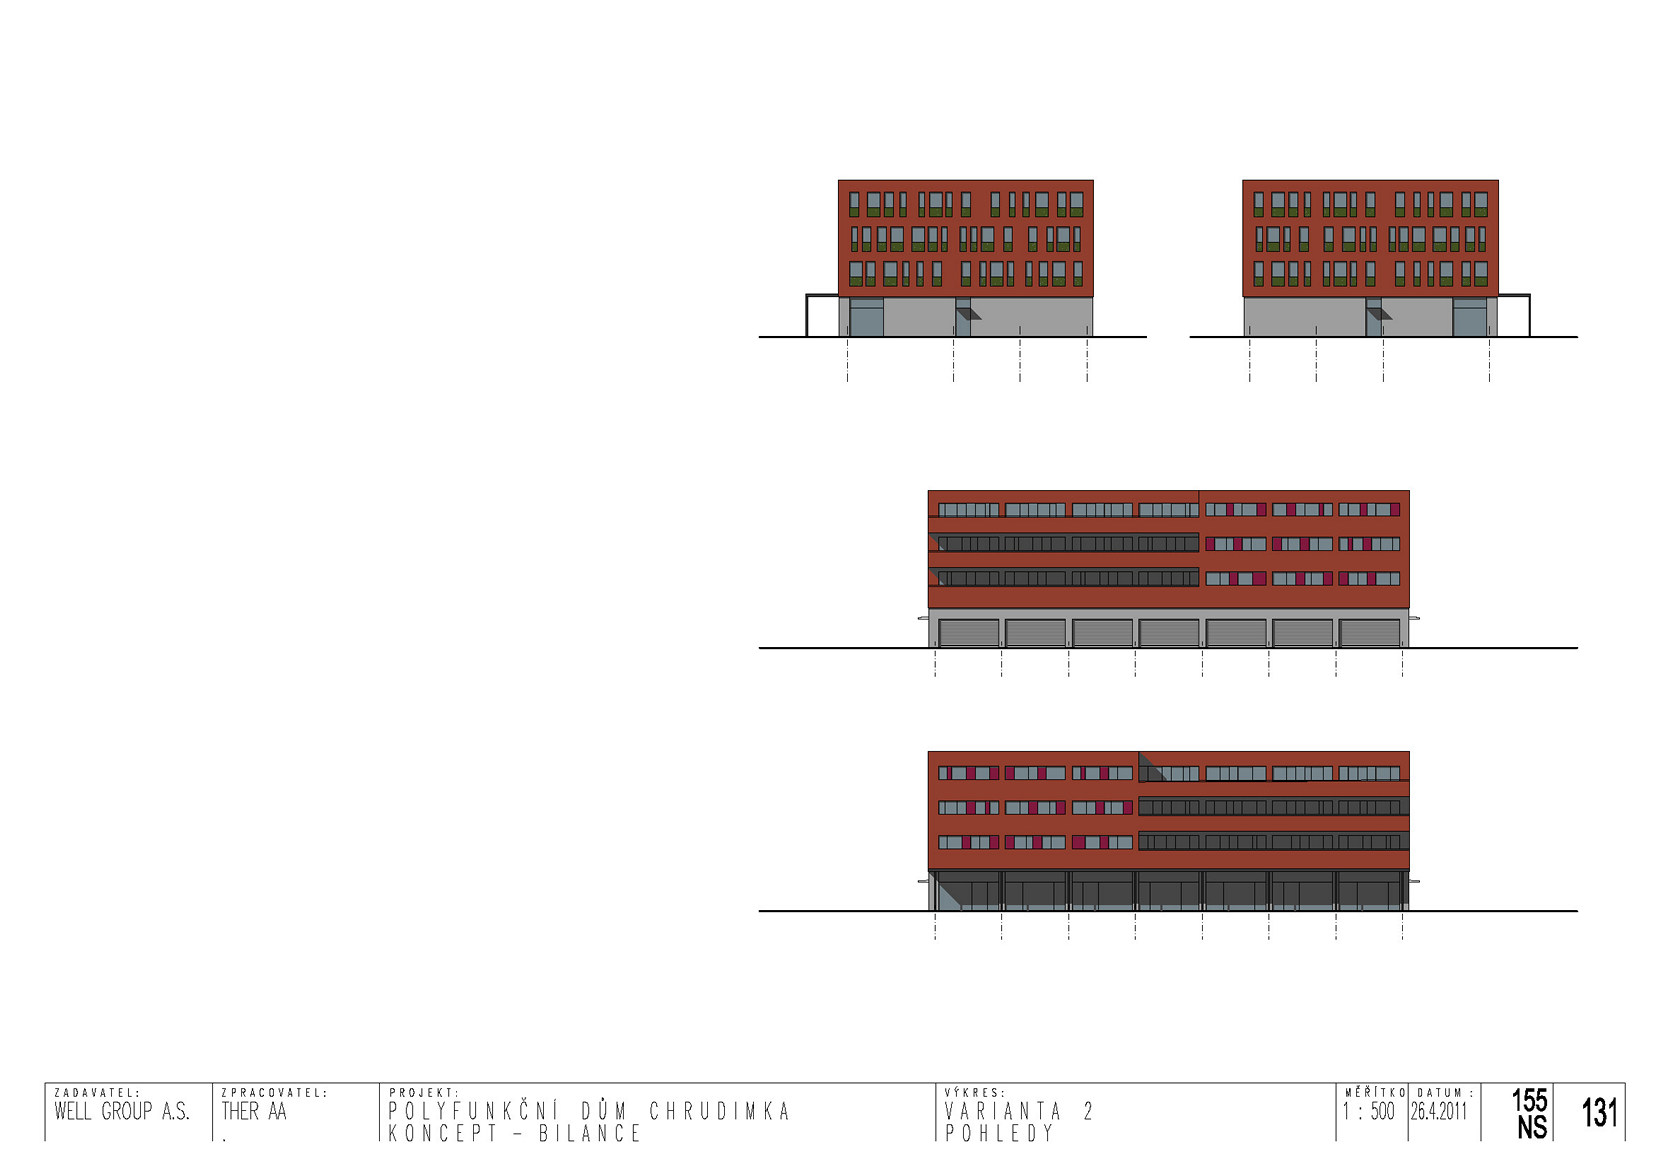 ZADAVATEL:
WELL GROUP A.S.
ZPRACOVATEL:
THER AA
.
PROJEKT:
POLYFUNKČNÍ DŮM CHRUDIMKA
KONCEPT – BILANCE
VÝKRES:
VARIANTA 2
POHLEDY
MĚŘÍTKO
1 : 500
DATUM :
26.4.2011
155
NS
131